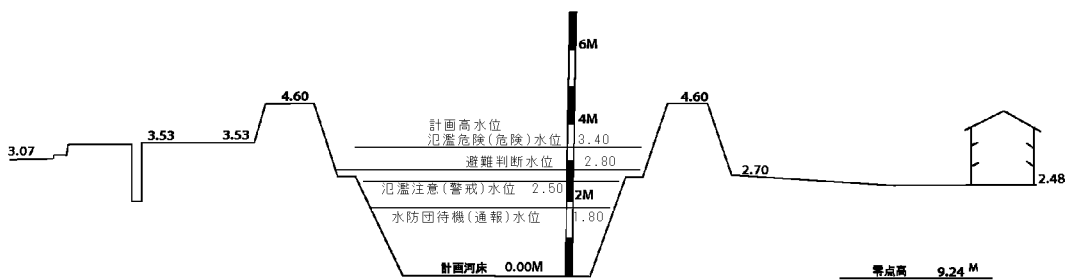 6M
4.60
4.60
4M
計画高水位
氾濫危険(危険)水位 3.40
3.53 3.53
3.07
避難判断水位 2.80
2.70
2.48
氾濫注意(警戒)水位 2.50
2M
水防団待機(通報)水位 1.80
計画河床 0.00M
零点高 9.24 M